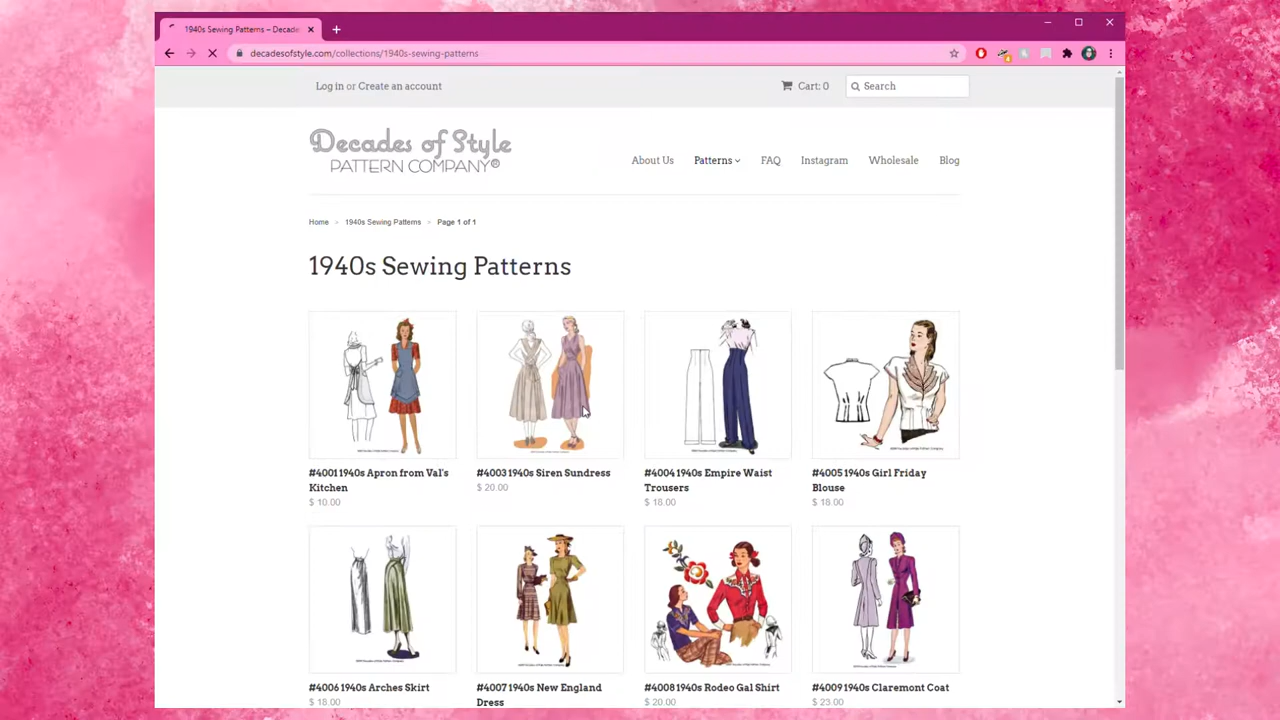 1940s Sewing Patterns – Decade
decadesofstyle.com/collections/1940s-sewing-patterns
Log in or Create an account
Cart: 0
Search
Decades of Style
PATTERN COMPANY®
About Us
Patterns
FAQ
Instagram
Wholesale
Blog
Home > 1940s Sewing Patterns > Page 1 of 1
1940s Sewing Patterns
#4001 1940s Apron from Val's
Kitchen
$ 10.00
#4003 1940s Siren Sundress
$ 20.00
#4004 1940s Empire Waist
Trousers
$ 18.00
#4005 1940s Girl Friday
Blouse
$ 18.00
#4006 1940s Arches Skirt
$ 18.00
#4007 1940s New England
Dress
#4008 1940s Rodeo Gal Shirt
$ 20.00
#4009 1940s Claremont Coat
$ 23.00